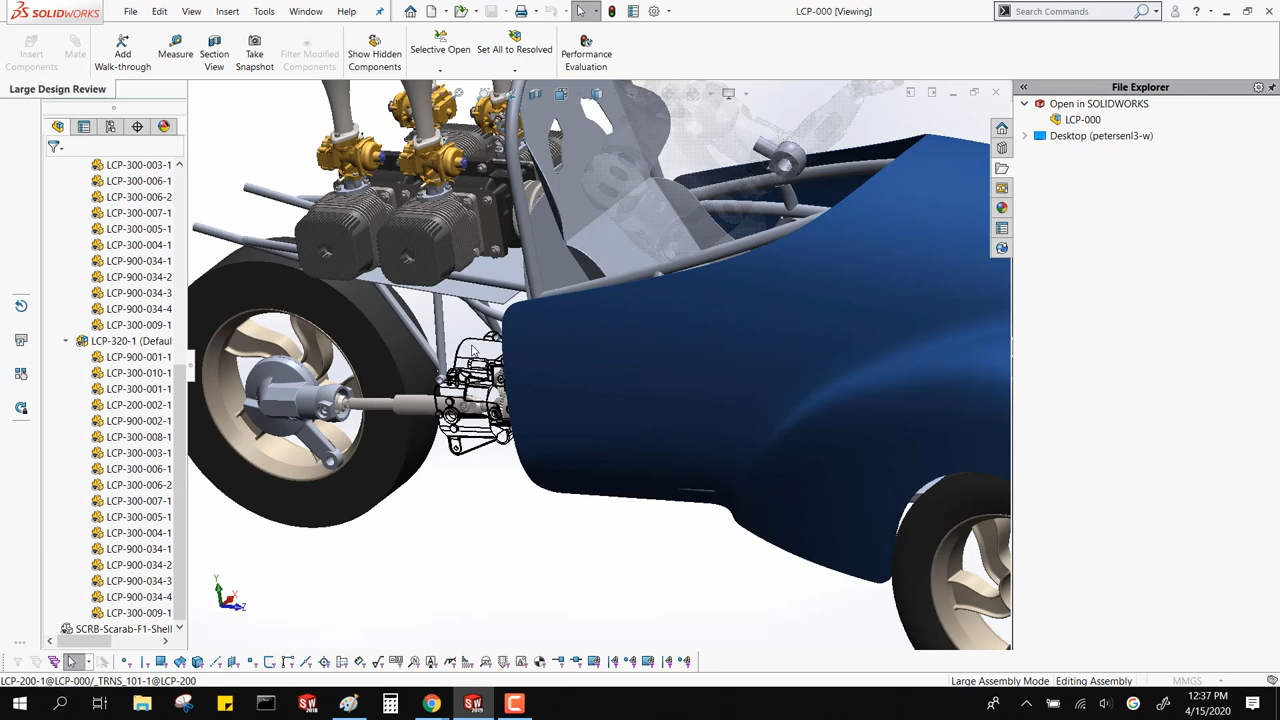 SOLIDWORKS
File
Edit
View
Insert
Tools
Window
Help
LCP-000 [Viewing]
Search Commands
Insert
Components
Mate
Add
Walk-through
Measure
Section
View
Take
Snapshot
Filter Modified
Components
Show Hidden
Components
Selective Open
Set All to Resolved
Performance
Evaluation
Large Design Review
File Explorer
Open in SOLIDWORKS
LCP-000
Desktop (petersenl3-w)
LCP-300-003-1
LCP-300-006-1
LCP-300-006-2
LCP-300-007-1
LCP-300-005-1
LCP-300-004-1
LCP-900-034-1
LCP-900-034-2
LCP-900-034-3
LCP-900-034-4
LCP-300-009-1
LCP-320-1 (Defaul
LCP-900-001-1
LCP-300-010-1
LCP-300-001-1
LCP-200-002-1
LCP-900-002-1
LCP-300-008-1
LCP-300-003-1
LCP-300-006-1
LCP-300-006-2
LCP-300-007-1
LCP-300-005-1
LCP-300-004-1
LCP-900-034-1
LCP-900-034-2
LCP-900-034-3
LCP-900-034-4
LCP-300-009-1
SCRB-Scarab-F1-Shell
Y
X
Z
LCP-200-1@LCP-000/_TRNS_101-1@LCP-200
Large Assembly Mode
Editing Assembly
MMGS
12:37 PM
4/15/2020